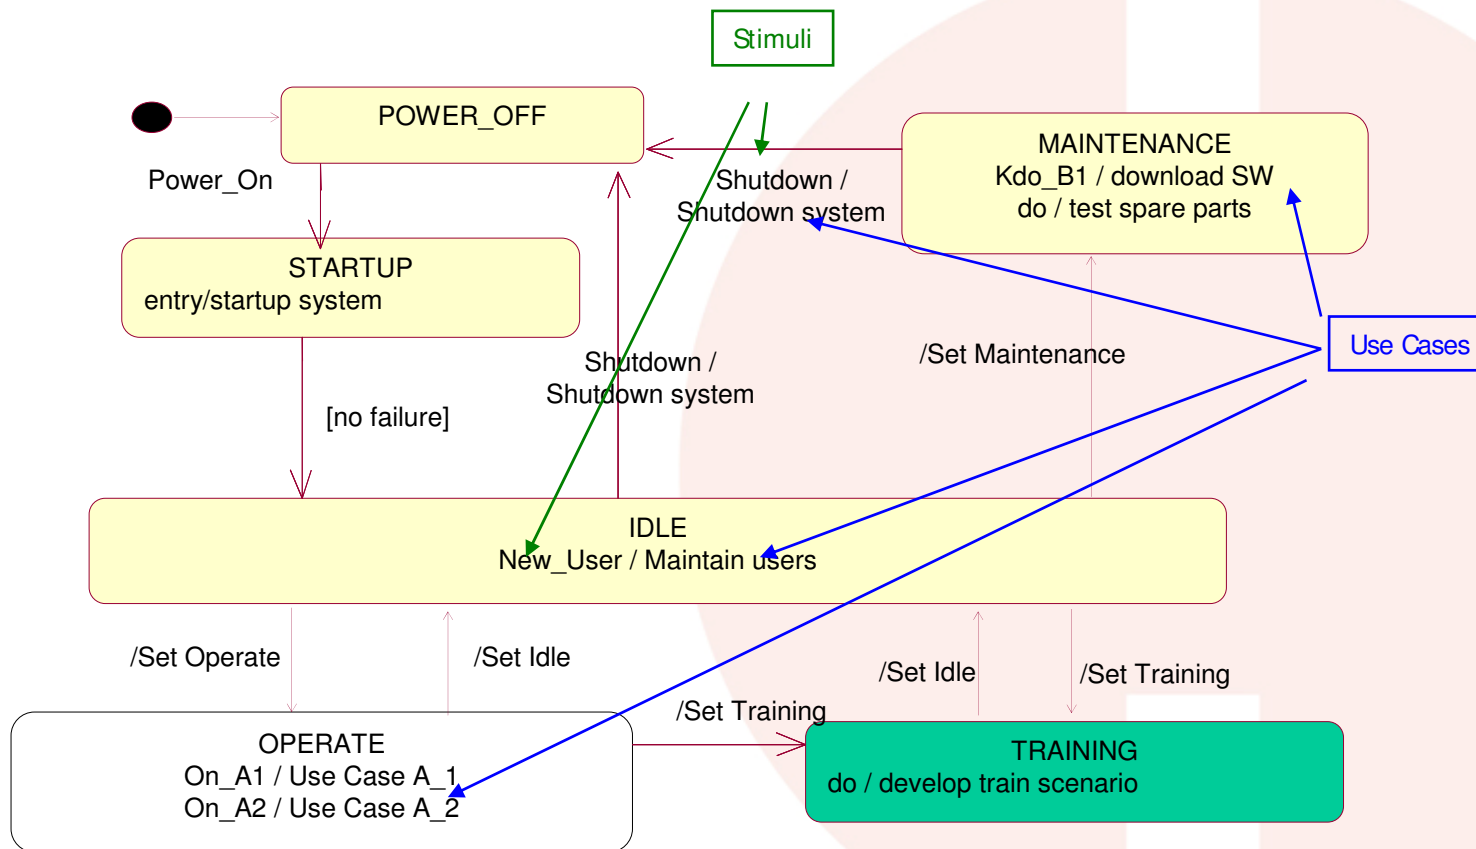 Stimuli
POWER_OFF
MAINTENANCE
Kdo_B1 / download SW
do / test spare parts
Power_On
Shutdown /
Shutdown system
STARTUP
entry/startup system
Use Cases
/Set Maintenance
Shutdown /
Shutdown system
[no failure]
IDLE
New_User / Maintain users
/Set Operate
/Set Idle
/Set Idle
/Set Training
/Set Training
OPERATE
On_A1 / Use Case A_1
On_A2 / Use Case A_2
TRAINING
do / develop train scenario